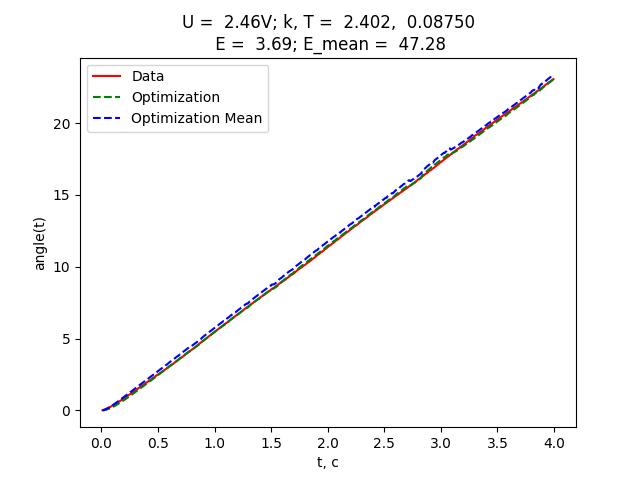 U = 2.46V; k, T = 2.402, 0.08750
E = 3.69; E_mean = 47.28
Data
Optimization
Optimization Mean
angle(t)
20
15
10
5
0
0.0 0.5 1.0 1.5 2.0 2.5 3.0 3.5 4.0
t, c